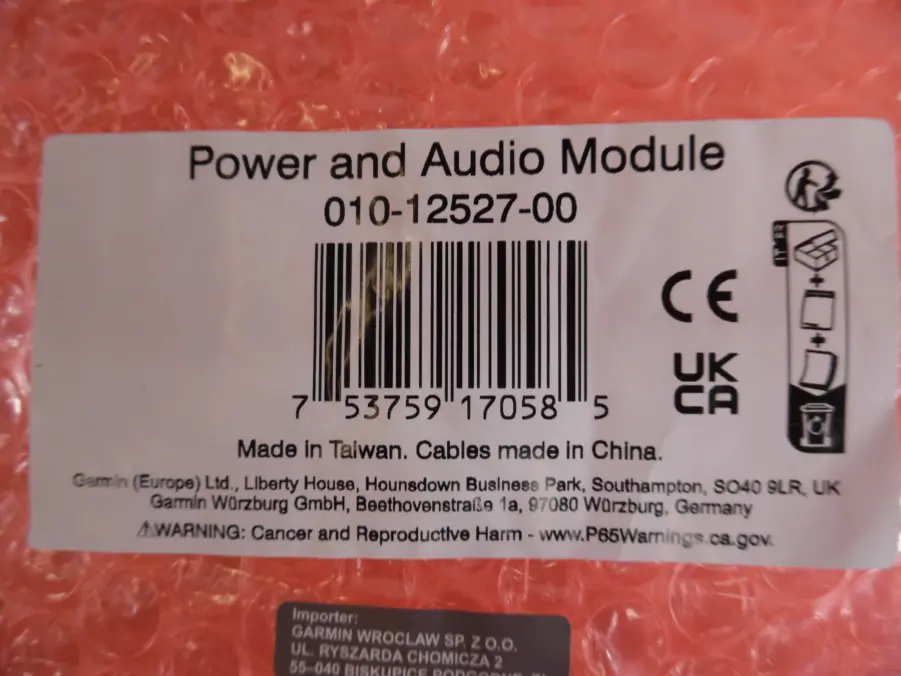 Power and Audio Module
010-12527-00
7 53759 17058 5
CE
UK
CA
Made in Taiwan. Cables made in China.
Garmin (Europe) Ltd., Liberty House, Hounsdown Business Park, Southampton, SO40 9LR, UK
Garmin Würzburg GmbH, Beethovenstraße 1a, 97080 Würzburg, Germany
⚠WARNING: Cancer and Reproductive Harm - www.P65Warnings.ca.gov.
Importer:
GARMIN WROCLAW SP. Z O.O.
UL. RYSZARDA CHOMICZA 2
55-040 BISKUPICE